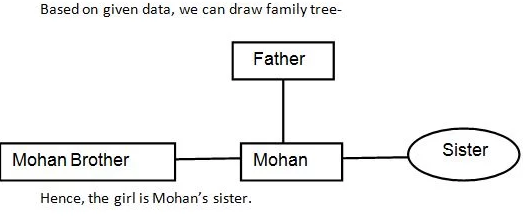 Based on given data, we can draw family tree-
Father
Mohan Brother
Mohan
Sister
Hence, the girl is Mohan's sister.